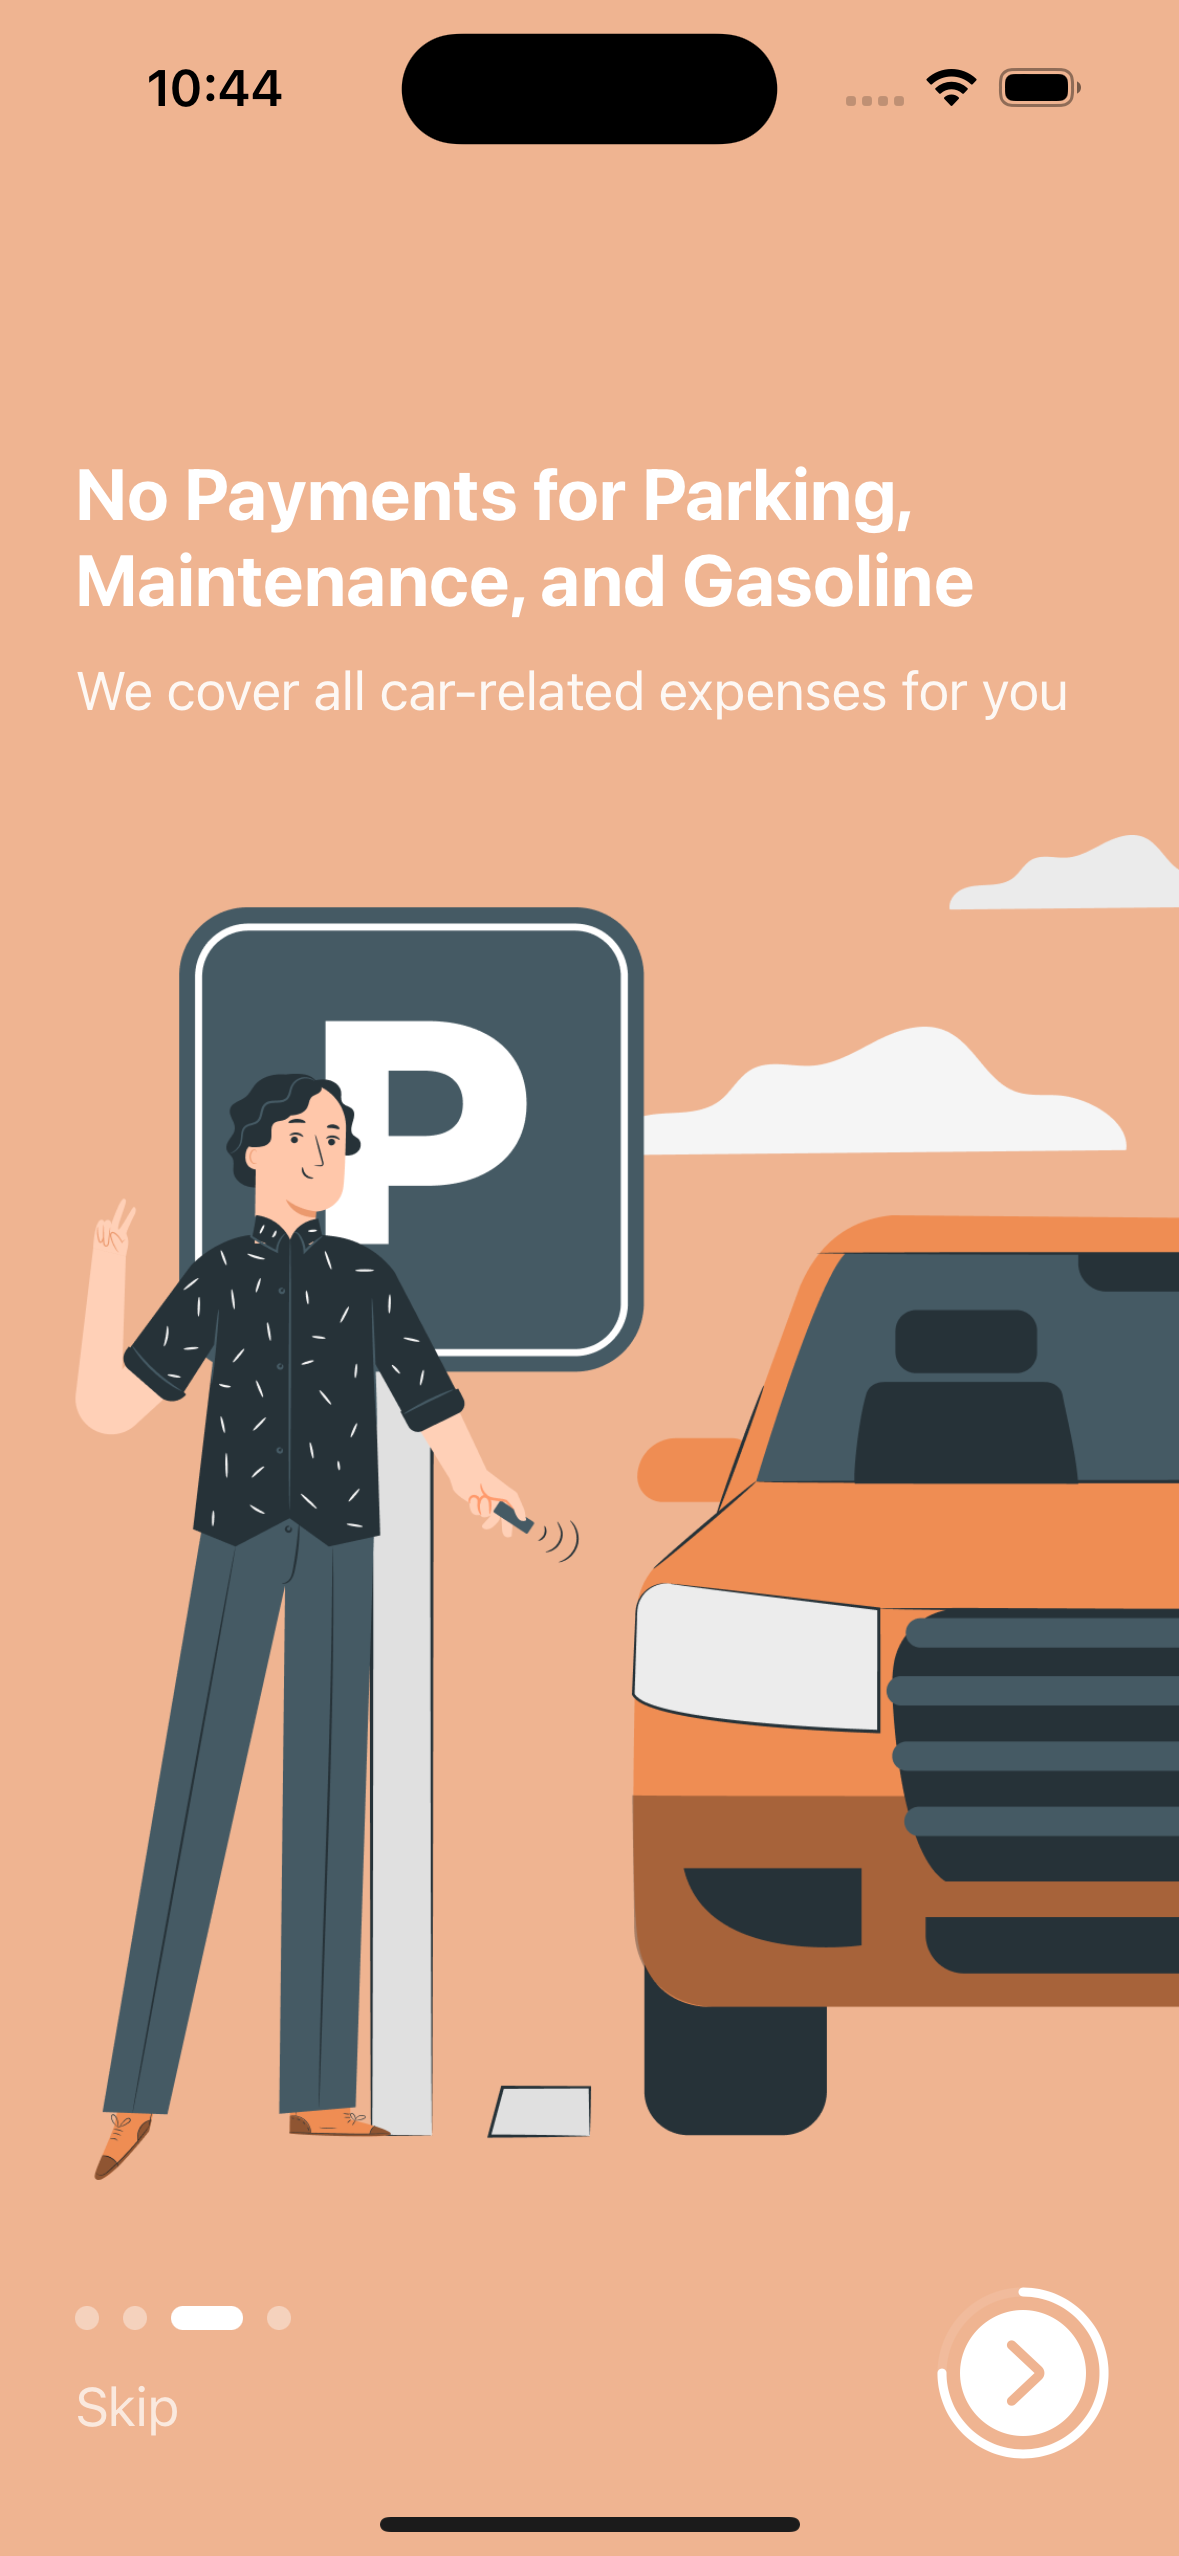 10:44
No Payments for Parking,
Maintenance, and Gasoline
We cover all car-related expenses for you
P
Skip